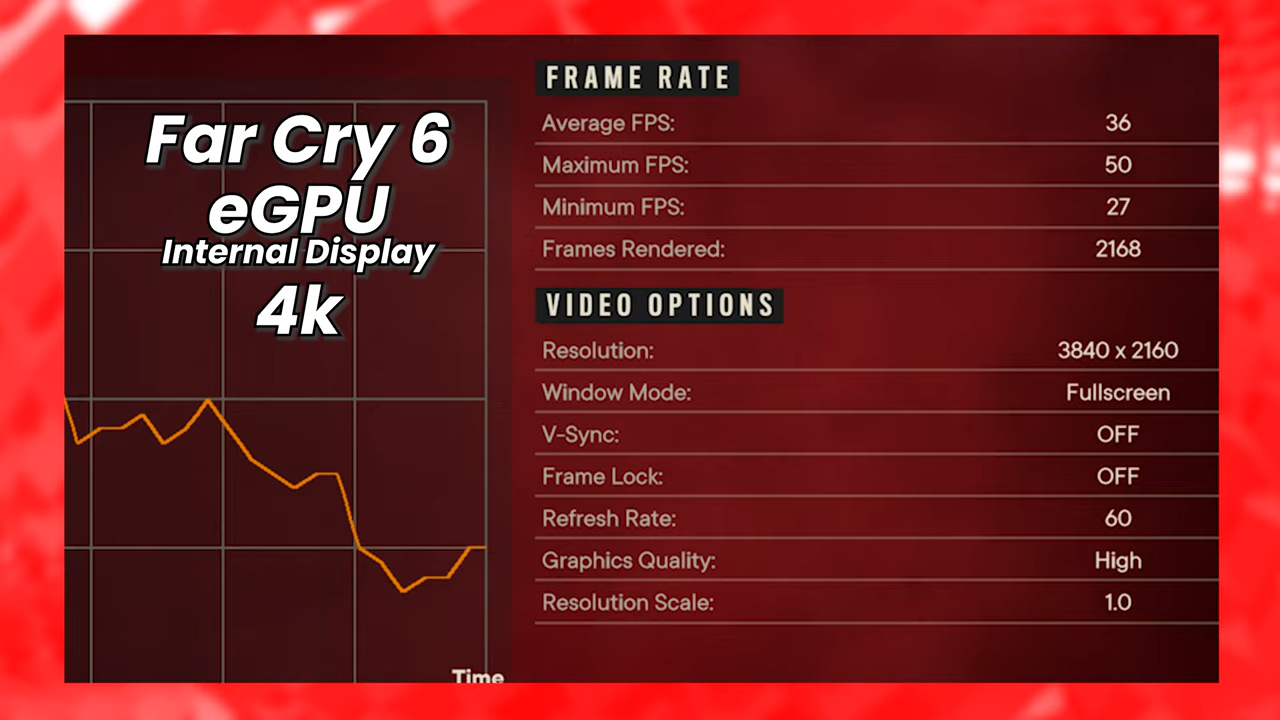 Far Cry 6
eGPU
Internal Display
4k
Time
FRAME RATE
Average FPS: 36
Maximum FPS: 50
Minimum FPS: 27
Frames Rendered: 2168
VIDEO OPTIONS
Resolution: 3840 x 2160
Window Mode: Fullscreen
V-Sync: OFF
Frame Lock: OFF
Refresh Rate: 60
Graphics Quality: High
Resolution Scale: 1.0